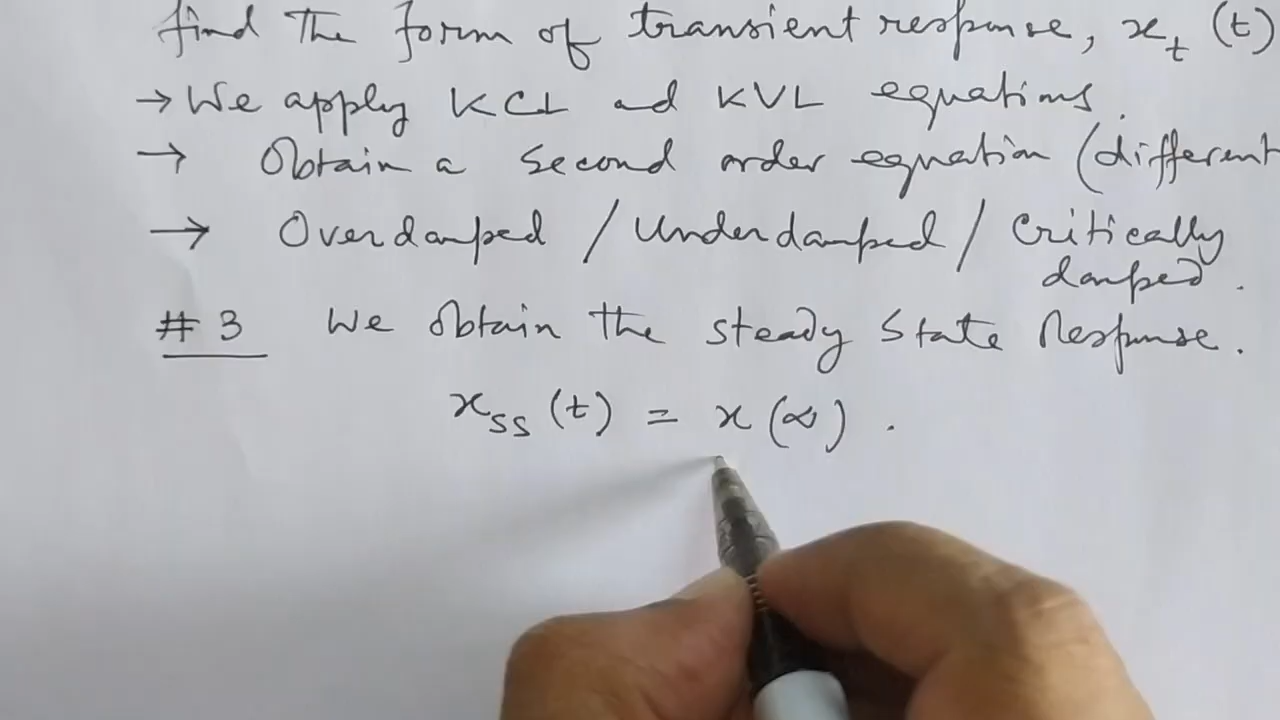 find the form of transient response, x_t (t)
→ We apply KCL and KVL equations.
→ Obtain a second order equation (different
→ Overdamped / Underdamped / Critically
damped.
#3 We obtain the steady state Response.
x_ss (t) = x (∞) .